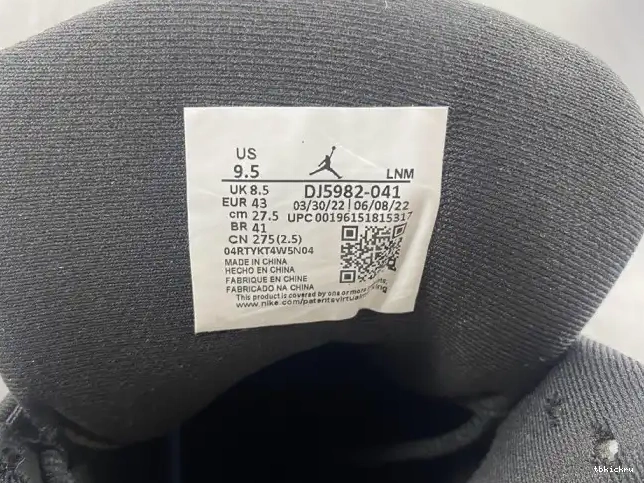 US
9.5
LNM
UK 8.5
DJ5982-041
EUR 43
03/30/22 | 06/08/22
cm 27.5
UPC 00196151815317
BR 41
CN 275(2.5)
04RTYKT4W5N04
MADE IN CHINA
HECHO EN CHINA
FABRIQUE EN CHINE
FABRICADO NA CHINA
This product is covered by one or more
www.nike.com/patents
tbkickru